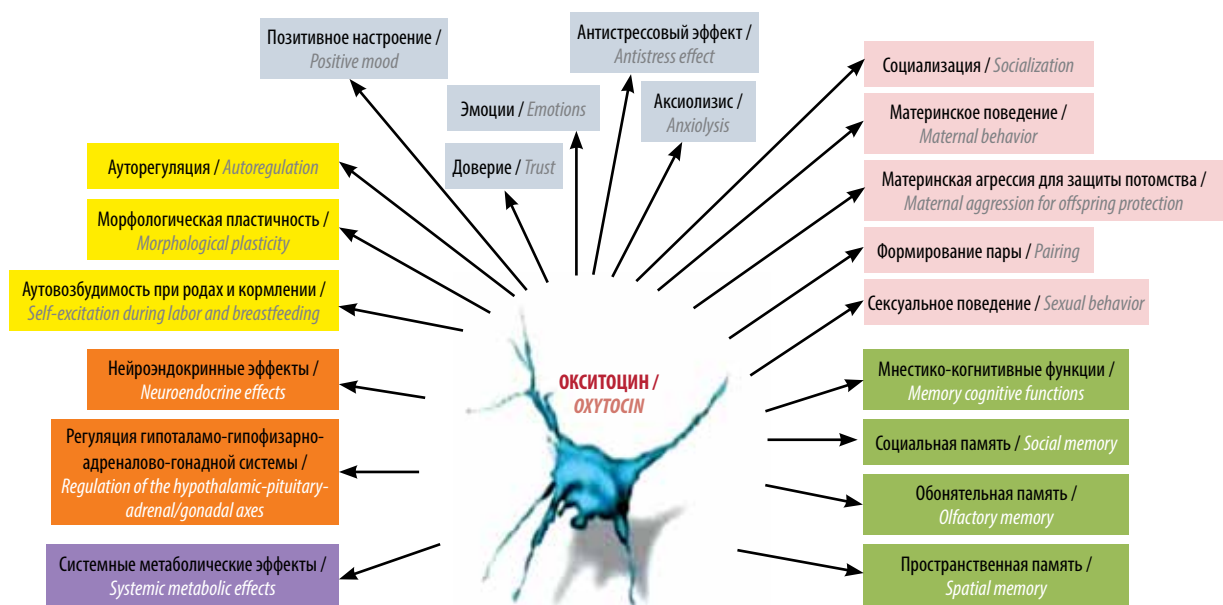 Позитивное настроение /
Positive mood
Антистрессовый эффект /
Antistress effect
Эмоции / Emotions
Аксиолизис /
Anxiolysis
Доверие / Trust
Ауторегуляция / Autoregulation
Морфологическая пластичность /
Morphological plasticity
Аутовозбудимость при родах и кормлении /
Self-excitation during labor and breastfeeding
Нейроэндокринные эффекты /
Neuroendocrine effects
Регуляция гипоталамо-гипофизарно-
адреналово-гонадной системы /
Regulation of the hypothalamic-pituitary-
adrenal/gonadal axes
Системные метаболические эффекты /
Systemic metabolic effects
ОКСИТОЦИН /
OXYTOCIN
Социализация / Socialization
Материнское поведение /
Maternal behavior
Материнская агрессия для защиты потомства /
Maternal aggression for offspring protection
Формирование пары / Pairing
Сексуальное поведение / Sexual behavior
Мнестико-когнитивные функции /
Memory cognitive functions
Социальная память / Social memory
Обонятельная память /
Olfactory memory
Пространственная память /
Spatial memory